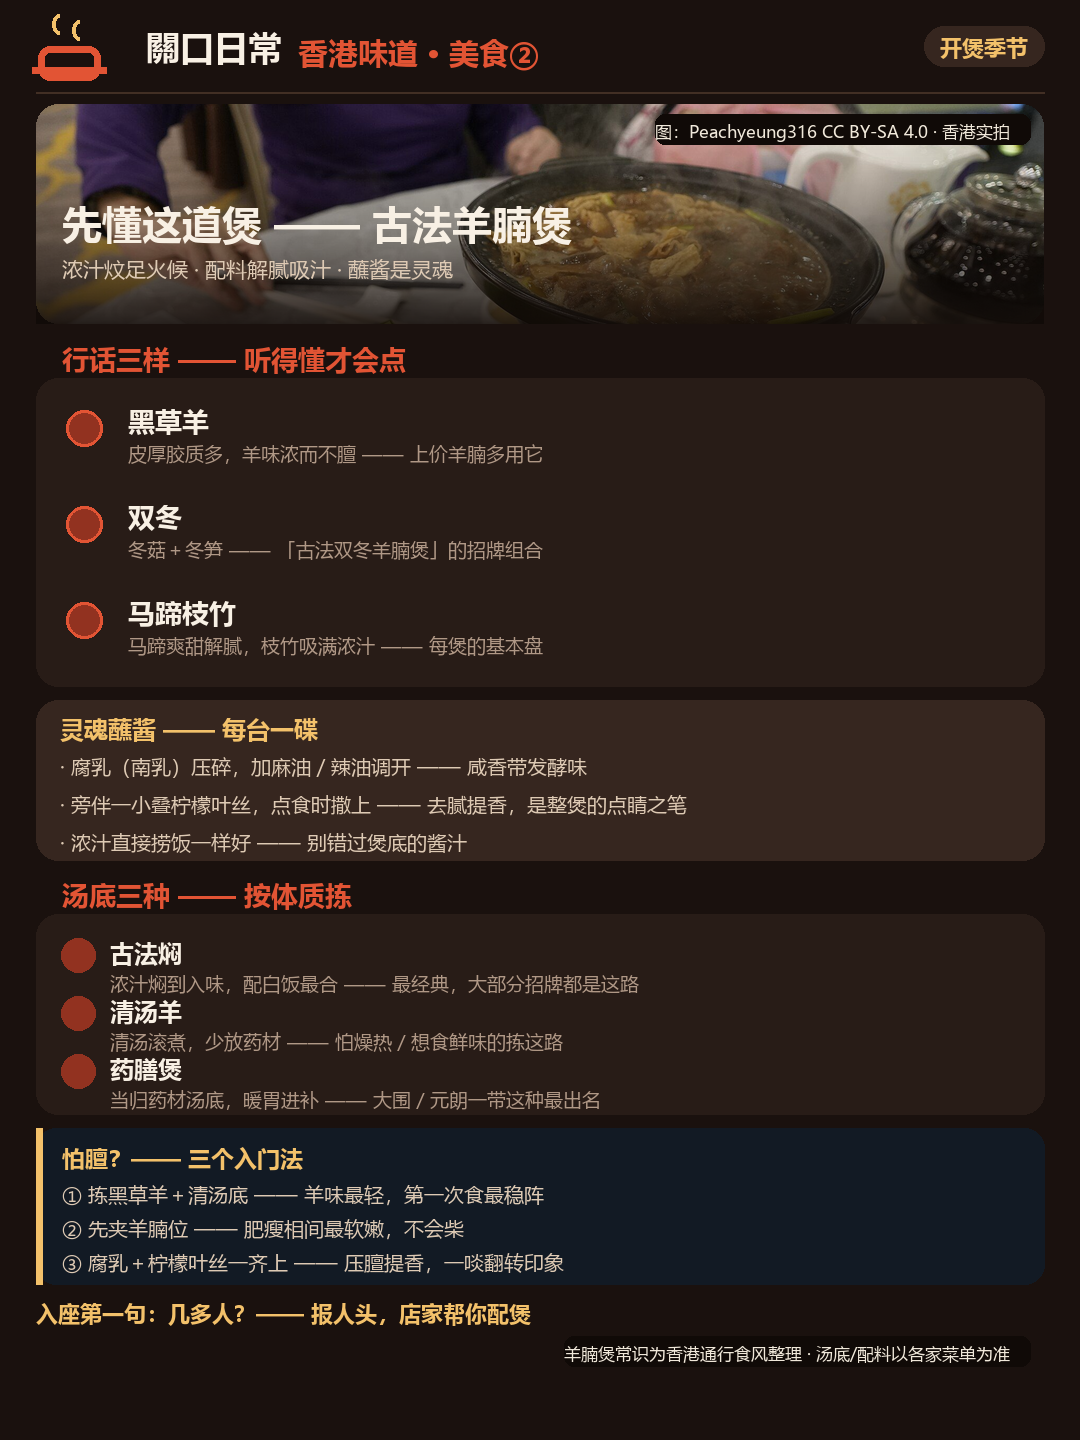 關口日常 香港味道·美食②
开煲季节
图：Peachyeung316 CC BY-SA 4.0 · 香港实拍
先懂这道煲 —— 古法羊腩煲
浓汁炆足火候 · 配料解腻吸汁 · 蘸酱是灵魂
行话三样 —— 听得懂才会点
黑草羊
皮厚胶质多，羊味浓而不膻 —— 上价羊腩多用它
双冬
冬菇＋冬笋 —— 「古法双冬羊腩煲」的招牌组合
马蹄枝竹
马蹄爽甜解腻，枝竹吸满浓汁 —— 每煲的基本盘
灵魂蘸酱 —— 每台一碟
· 腐乳（南乳）压碎，加麻油 / 辣油调开 —— 咸香带发酵味
· 旁伴一小叠柠檬叶丝，点食时撒上 —— 去腻提香，是整煲的点睛之笔
· 浓汁直接捞饭一样好 —— 别错过煲底的酱汁
汤底三种 —— 按体质拣
古法焖
浓汁焖到入味，配白饭最合 —— 最经典，大部分招牌都是这路
清汤羊
清汤滚煮，少放药材 —— 怕燥热 / 想食鲜味的拣这路
药膳煲
当归药材汤底，暖胃进补 —— 大围 / 元朗一带这种最出名
怕膻？—— 三个入门法
① 拣黑草羊＋清汤底 —— 羊味最轻，第一次食最稳阵
② 先夹羊腩位 —— 肥瘦相间最软嫩，不会柴
③ 腐乳＋柠檬叶丝一齐上 —— 压膻提香，一啖翻转印象
入座第一句：几多人？—— 报人头，店家帮你配煲
羊腩煲常识为香港通行食风整理 · 汤底/配料以各家菜单为准